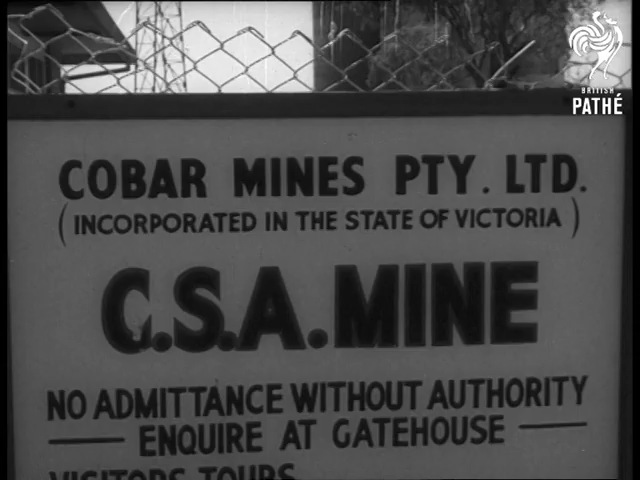 BRITISH
PATHÉ
COBAR MINES PTY. LTD.
(INCORPORATED IN THE STATE OF VICTORIA)
C.S.A. MINE
NO ADMITTANCE WITHOUT AUTHORITY
— ENQUIRE AT GATEHOUSE —
VISITORS TOURS